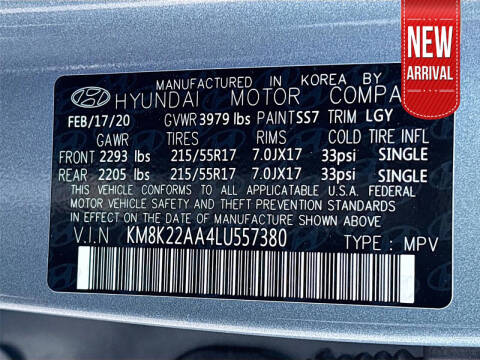 NEW
ARRIVAL
MANUFACTURED IN KOREA BY
HYUNDAI MOTOR COMPA
FEB/17/20 GVWR 3979 lbs PAINT SS7 TRIM LGY
GAWR TIRES RIMS COLD TIRE INFL
FRONT 2293 lbs 215/55R17 7.0JX17 33psi SINGLE
REAR 2205 lbs 215/55R17 7.0JX17 33psi SINGLE
THIS VEHICLE CONFORMS TO ALL APPLICABLE U.S.A. FEDERAL
MOTOR VEHICLE SAFETY AND THEFT PREVENTION STANDARDS
IN EFFECT ON THE DATE OF MANUFACTURE SHOWN ABOVE
V.I.N KM8K22AA4LU557380 TYPE : MPV